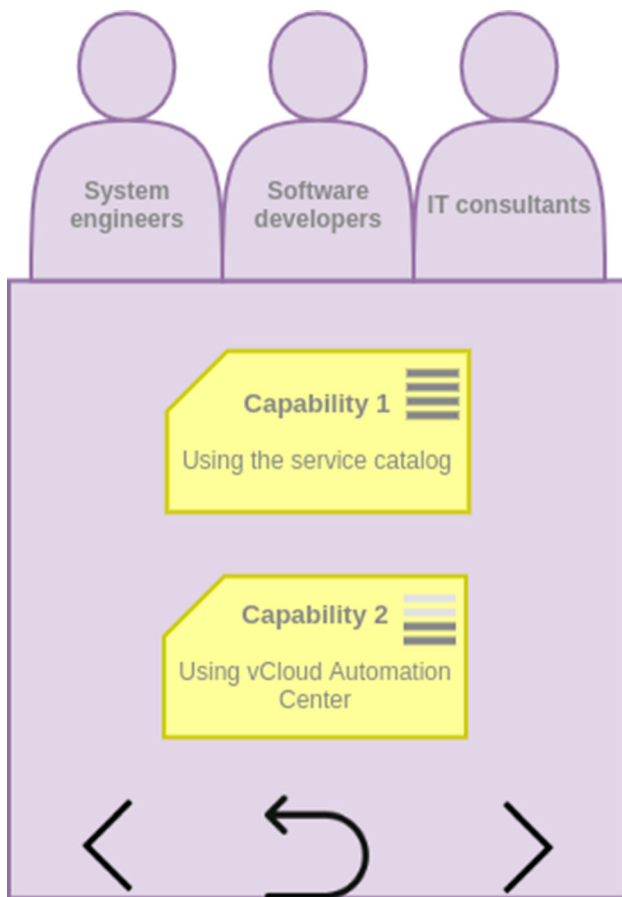 System
engineers
Software
developers
IT consultants
Capability 1
Using the service catalog
Capability 2
Using vCloud Automation
Center